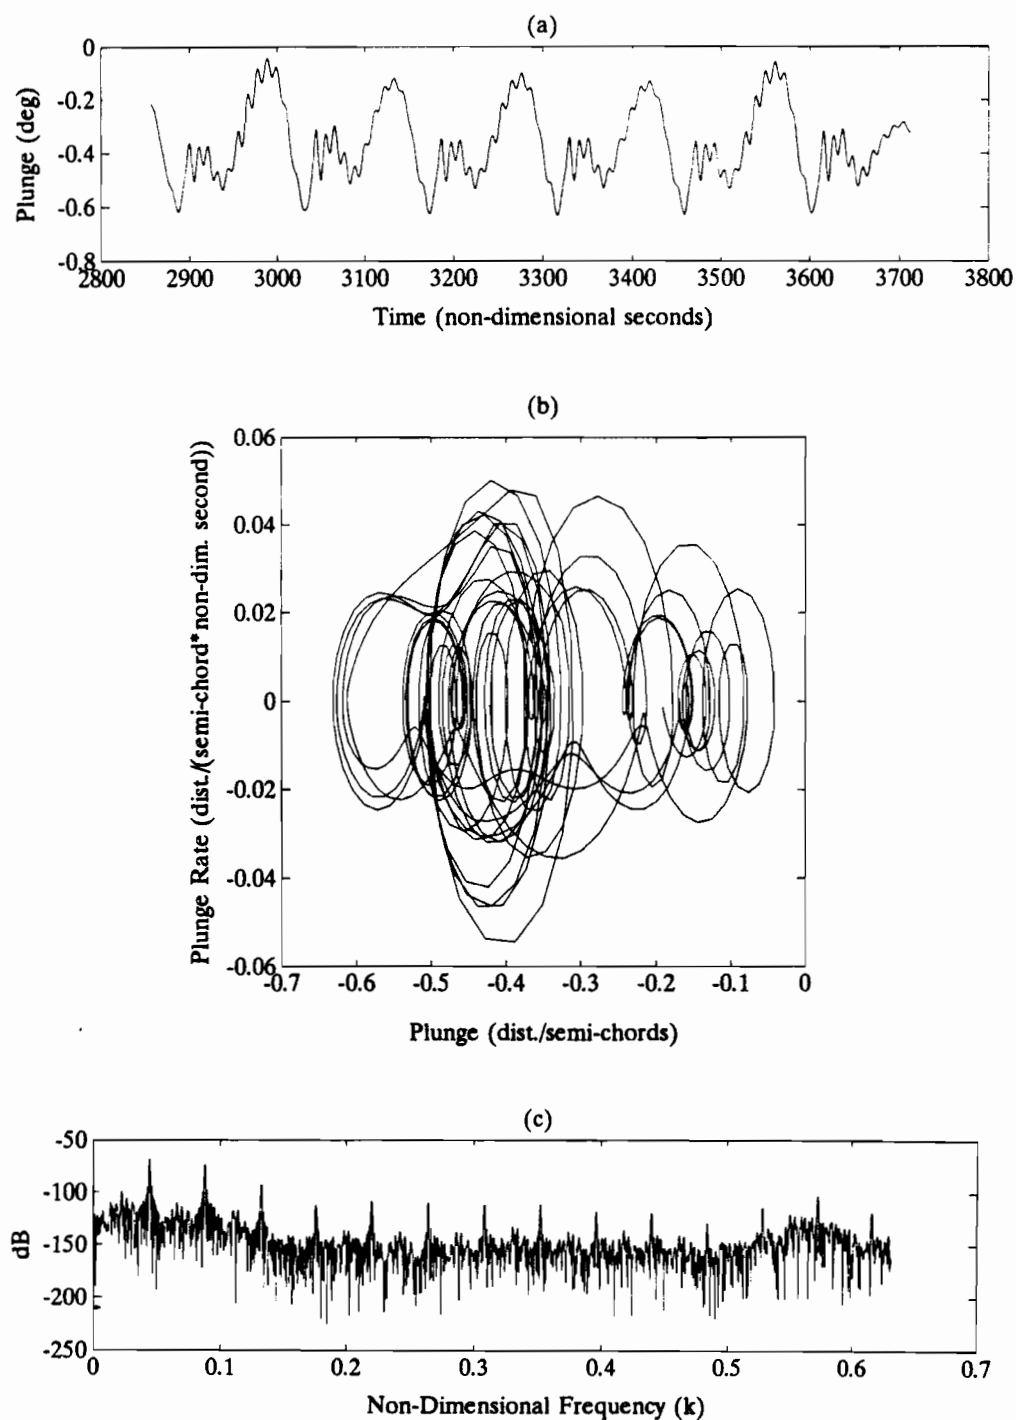 (a)
0
-0.2
-0.4
-0.6
-0.8
Plunge (deg)
2800 2900 3000 3100 3200 3300 3400 3500 3600 3700 3800
Time (non-dimensional seconds)
(b)
0.06
0.04
0.02
0
-0.02
-0.04
-0.06
Plunge Rate (dist./(semi-chord*non-dim. second))
-0.7 -0.6 -0.5 -0.4 -0.3 -0.2 -0.1 0
Plunge (dist./semi-chords)
(c)
-50
-100
-150
-200
-250
dB
0 0.1 0.2 0.3 0.4 0.5 0.6 0.7
Non-Dimensional Frequency (k)